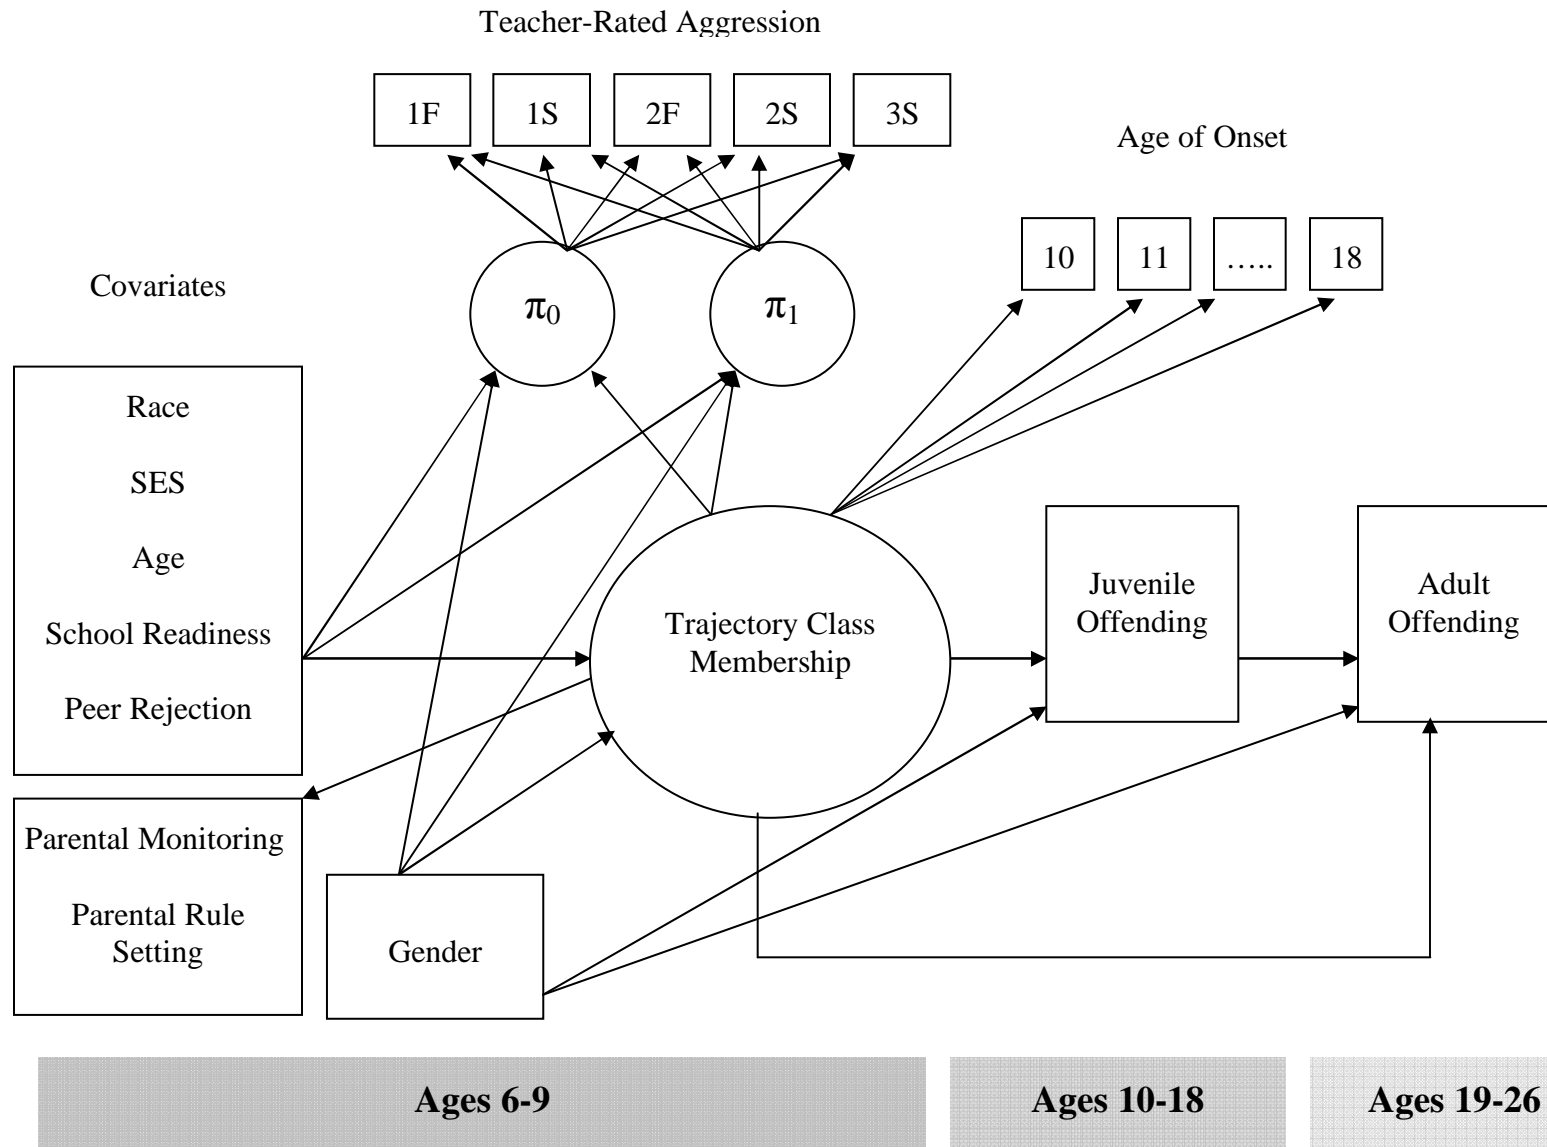 Teacher-Rated Aggression
1F 1S 2F 2S 3S
Age of Onset
10 11 ..... 18
Covariates
π0 π1
Race
SES
Age
School Readiness
Peer Rejection
Trajectory Class
Membership
Juvenile
Offending
Adult
Offending
Parental Monitoring
Parental Rule
Setting
Gender
Ages 6-9 Ages 10-18 Ages 19-26